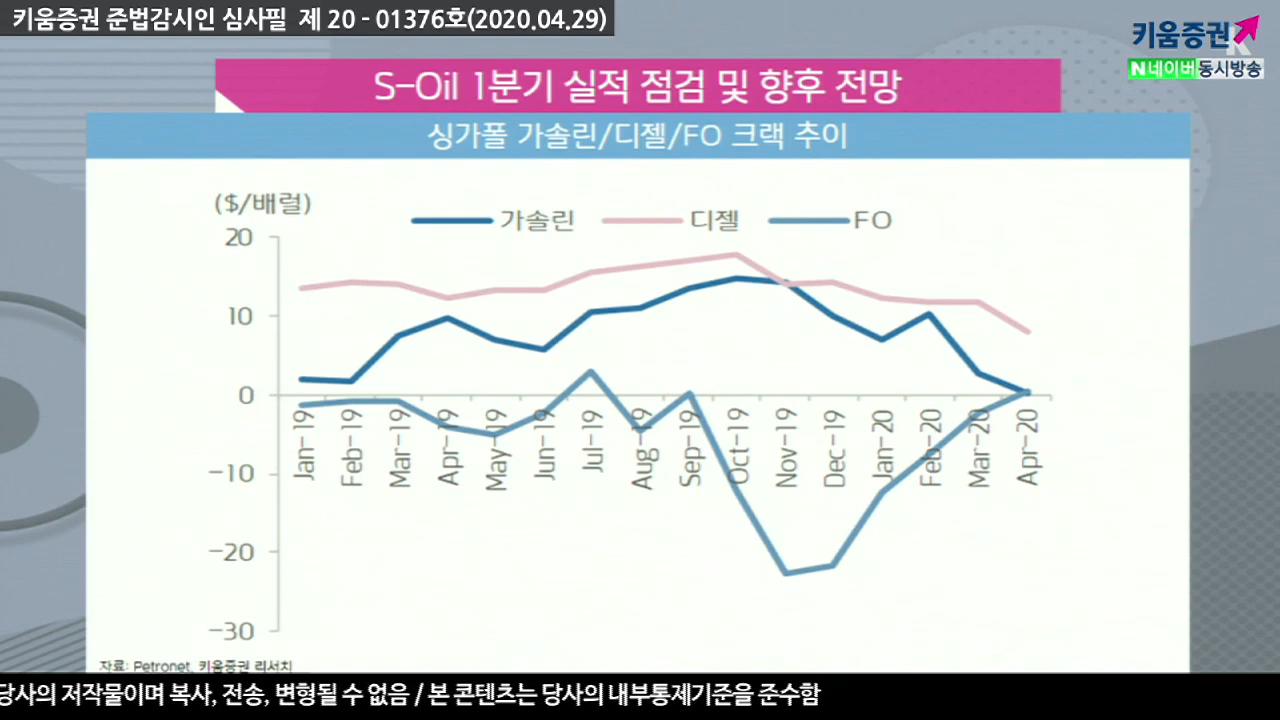 키움증권 준법감시인 심사필 제 20 - 01376호(2020.04.29)
키움증권
N 네이버 동시방송
S-Oil 1분기 실적 점검 및 향후 전망
싱가폴 가솔린/디젤/FO 크랙 추이
($/배럴)
가솔린 디젤 FO
20
10
0
-10
-20
-30
Jan-19 Feb-19 Mar-19 Apr-19 May-19 Jun-19 Jul-19 Aug-19 Sep-19 Oct-19 Nov-19 Dec-19 Jan-20 Feb-20 Mar-20 Apr-20
자료: Petronet, 키움증권 리서치
당사의 저작물이며 복사, 전송, 변형될 수 없음 / 본 콘텐츠는 당사의 내부통제기준을 준수함